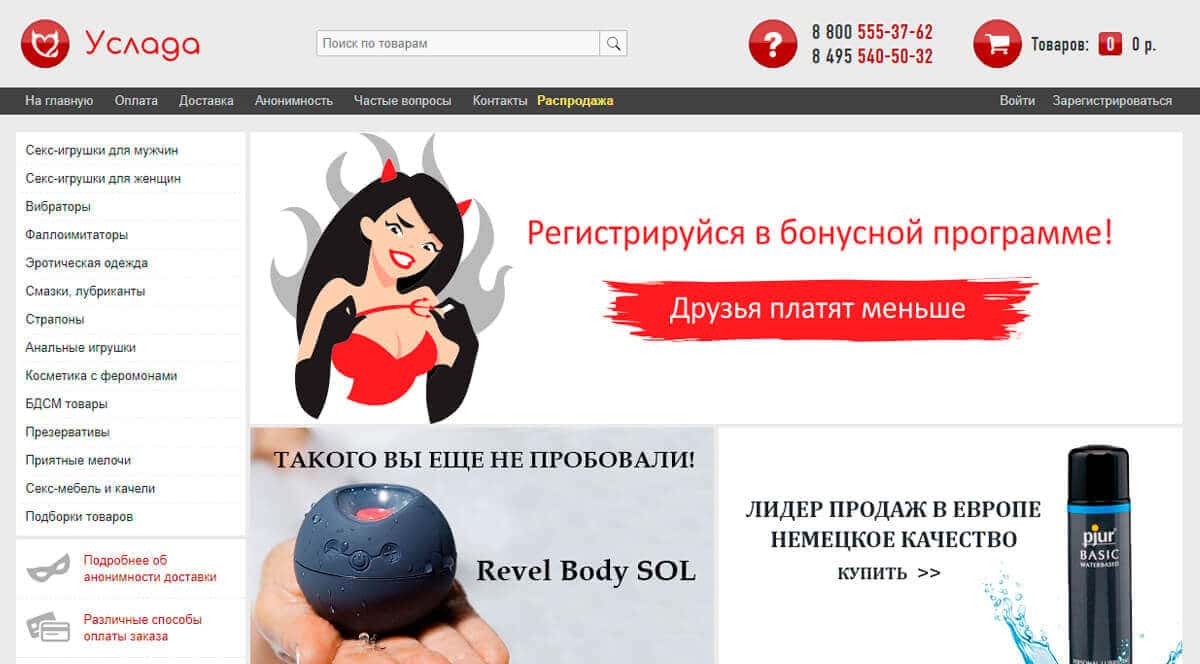 Услада
Поиск по товарам
8 800 555-37-62
8 495 540-50-32
Товаров: 0 0 р.
На главную Оплата Доставка Анонимность Частые вопросы Контакты Распродажа Войти Зарегистрироваться
Секс-игрушки для мужчин
Секс-игрушки для женщин
Вибраторы
Фаллоимитаторы
Эротическая одежда
Смазки, лубриканты
Страпоны
Анальные игрушки
Косметика с феромонами
БДСМ товары
Презервативы
Приятные мелочи
Секс-мебель и качели
Подборки товаров
Подробнее об
анонимности доставки
Различные способы
оплаты заказа
Регистрируйся в бонусной программе!
Друзья платят меньше
ТАКОГО ВЫ ЕЩЕ НЕ ПРОБОВАЛИ!
Revel Body SOL
ЛИДЕР ПРОДАЖ В ЕВРОПЕ
НЕМЕЦКОЕ КАЧЕСТВО
КУПИТЬ >>
pjur
BASIC
WATERBASED